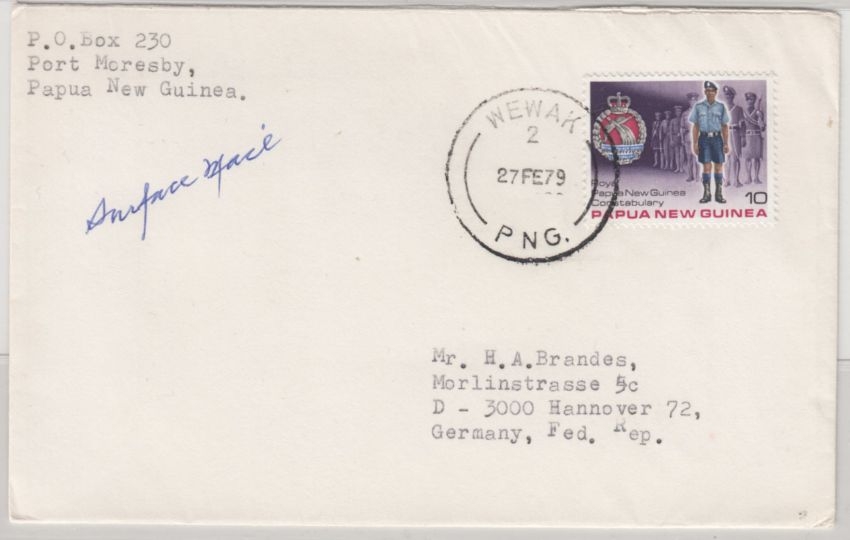 P.O.Box 230
Port Moresby,
Papua New Guinea.
Surface Mail
WEWAK
2
27FE79
PNG.
Royal
Papua New Guinea
Constabulary
10
PAPUA NEW GUINEA
Mr. H.A.Brandes,
Morlinstrasse 5c
D - 3000 Hannover 72,
Germany, Fed. Rep.